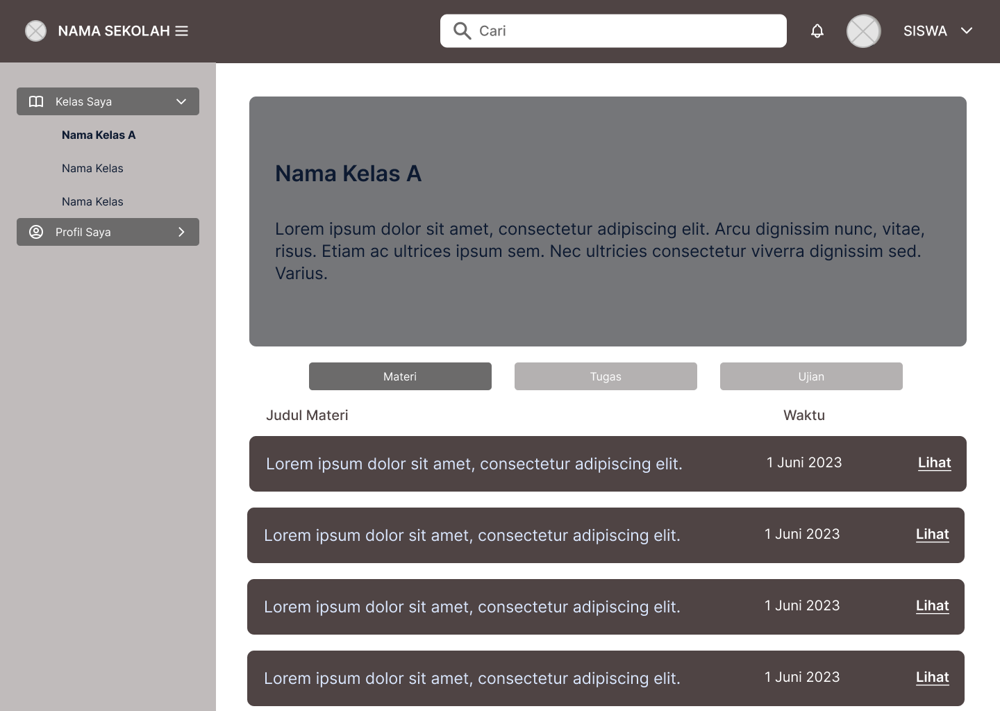 NAMA SEKOLAH
Cari
SISWA
Kelas Saya
Nama Kelas A
Nama Kelas
Nama Kelas
Profil Saya
Nama Kelas A
Lorem ipsum dolor sit amet, consectetur adipiscing elit. Arcu dignissim nunc, vitae,
risus. Etiam ac ultrices ipsum sem. Nec ultricies consectetur viverra dignissim sed.
Varius.
Materi
Tugas
Ujian
Judul Materi
Waktu
Lorem ipsum dolor sit amet, consectetur adipiscing elit.
1 Juni 2023
Lihat
Lorem ipsum dolor sit amet, consectetur adipiscing elit.
1 Juni 2023
Lihat
Lorem ipsum dolor sit amet, consectetur adipiscing elit.
1 Juni 2023
Lihat
Lorem ipsum dolor sit amet, consectetur adipiscing elit.
1 Juni 2023
Lihat